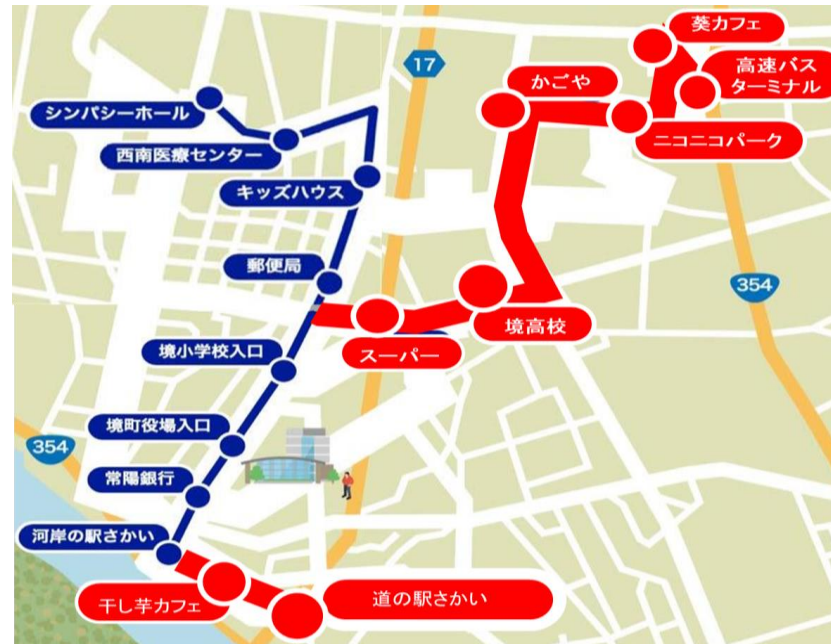 葵カフェ
17
高速バス
ターミナル
かごや
シンパシーホール
ニコニコパーク
西南医療センター
キッズハウス
郵便局
354
境高校
スーパー
境小学校入口
境町役場入口
354
常陽銀行
河岸の駅さかい
干し芋カフェ
道の駅さかい